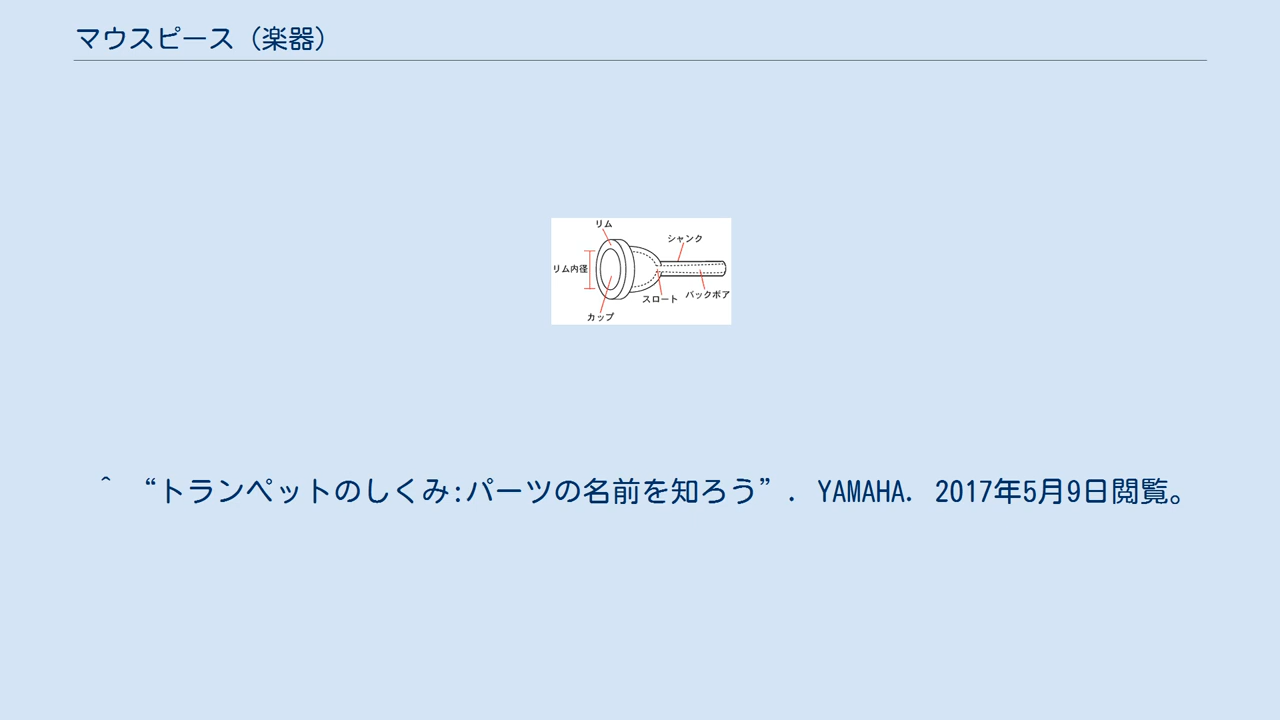 マウスピース（楽器）
リム
シャンク
リム内径
スロート
バックボア
カップ
^ “トランペットのしくみ:パーツの名前を知ろう”. YAMAHA. 2017年5月9日閲覧。